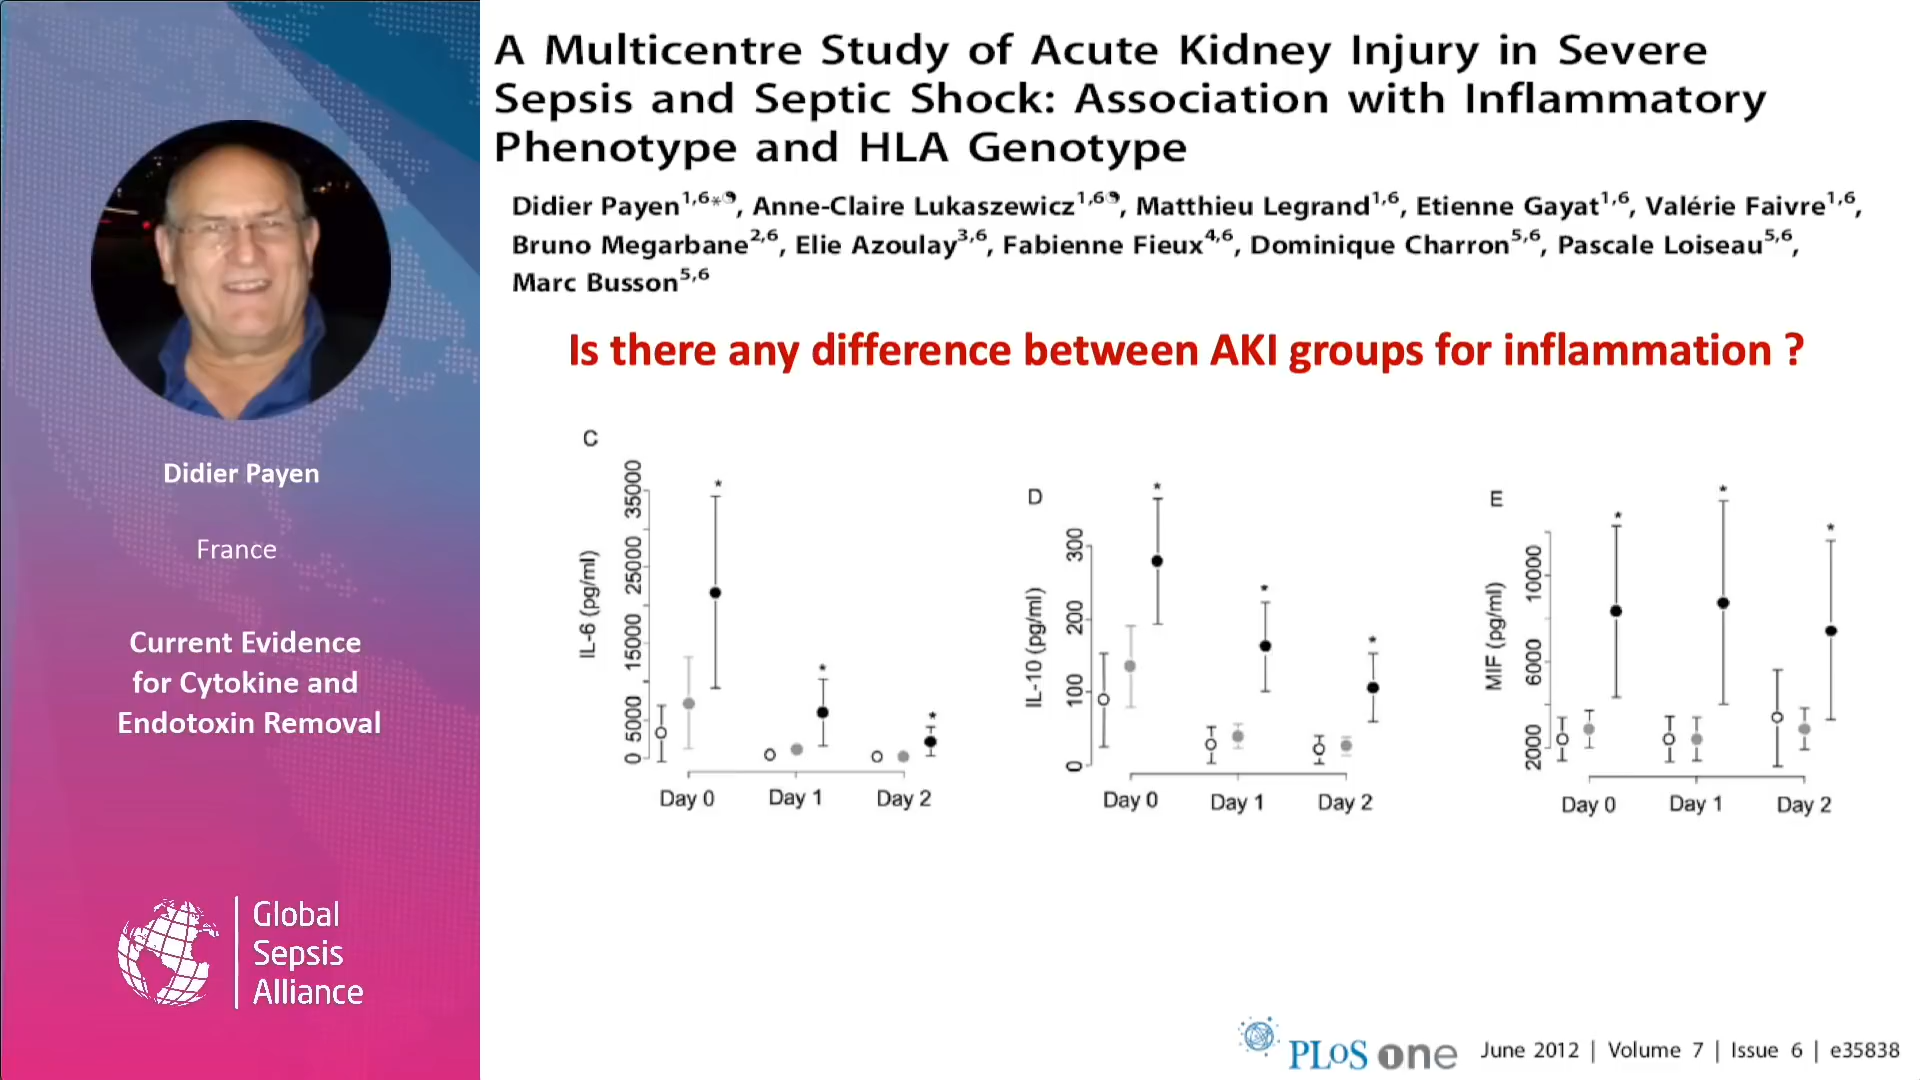 A Multicentre Study of Acute Kidney Injury in Severe
Sepsis and Septic Shock: Association with Inflammatory
Phenotype and HLA Genotype
Didier Payen1,6*, Anne-Claire Lukaszewicz1,6, Matthieu Legrand1,6, Etienne Gayat1,6, Valérie Faivre1,6,
Bruno Megarbane2,6, Elie Azoulay3,6, Fabienne Fieux4,6, Dominique Charron5,6, Pascale Loiseau5,6,
Marc Busson5,6
Is there any difference between AKI groups for inflammation ?
Didier Payen
France
Current Evidence
for Cytokine and
Endotoxin Removal
Global
Sepsis
Alliance
C
IL-6 (pg/ml)
35000
25000
15000
5000
0
*
*
*
Day 0 Day 1 Day 2
D
IL-10 (pg/ml)
300
200
100
0
*
*
*
Day 0 Day 1 Day 2
E
MIF (pg/ml)
10000
6000
2000
*
*
*
Day 0 Day 1 Day 2
PLoS one June 2012 | Volume 7 | Issue 6 | e35838